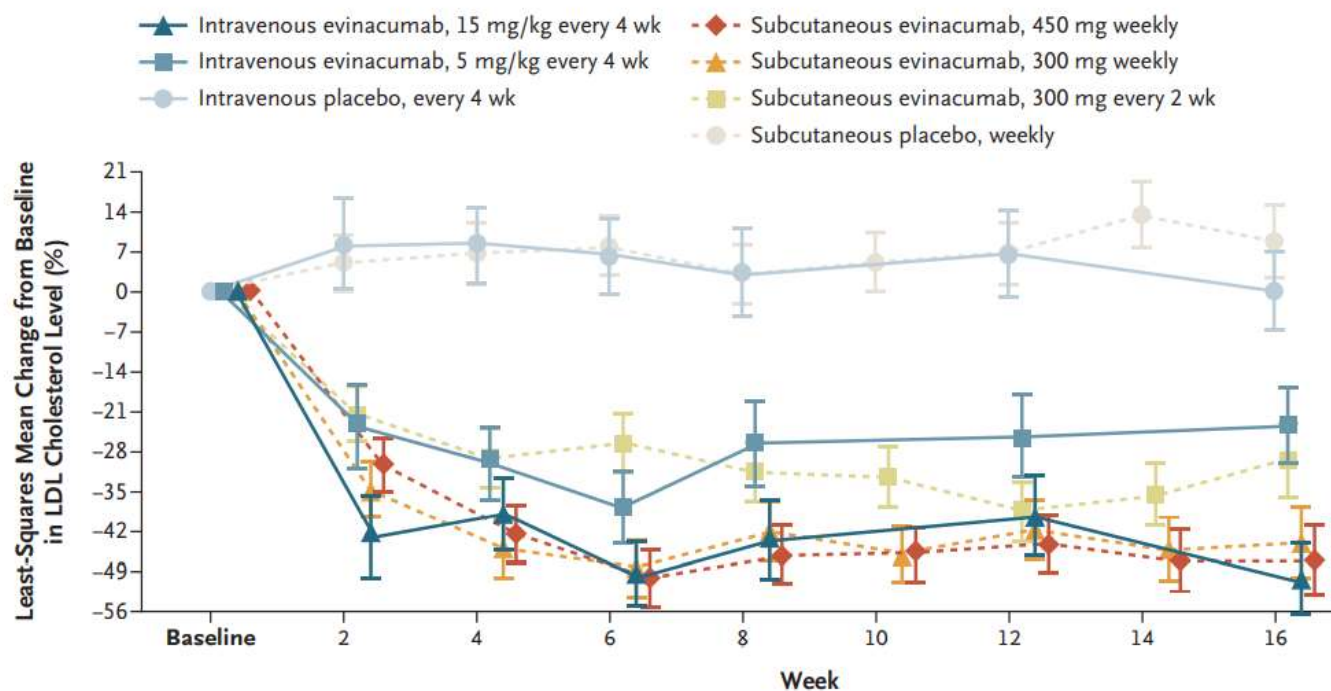 Intravenous evinacumab, 15 mg/kg every 4 wk
Intravenous evinacumab, 5 mg/kg every 4 wk
Intravenous placebo, every 4 wk
Subcutaneous evinacumab, 450 mg weekly
Subcutaneous evinacumab, 300 mg weekly
Subcutaneous evinacumab, 300 mg every 2 wk
Subcutaneous placebo, weekly
Least-Squares Mean Change from Baseline
in LDL Cholesterol Level (%)
21
14
7
0
–7
–14
–21
–28
–35
–42
–49
–56
Baseline 2 4 6 8 10 12 14 16
Week